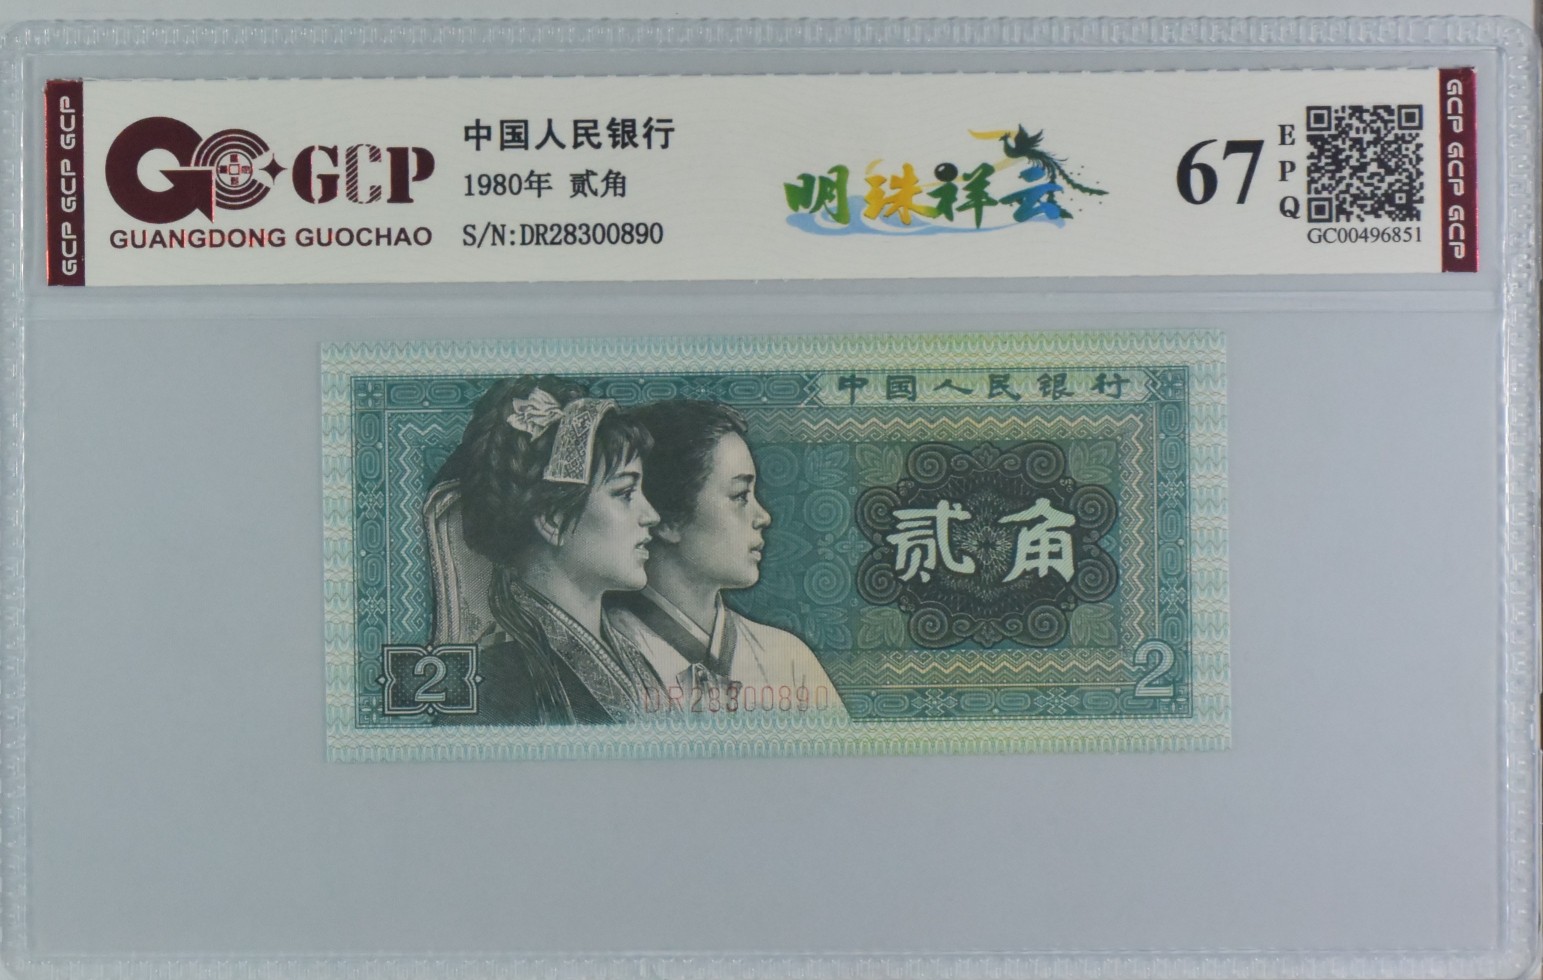 GCP GCP GCP
GCP
GUANGDONG GUOCHAO
中国人民银行
1980年 贰角
S/N:DR28300890
明珠祥云
67
EPQ
GC00496851
GCP GCP GCP
中国人民银行
贰角
2
2
DR28300890